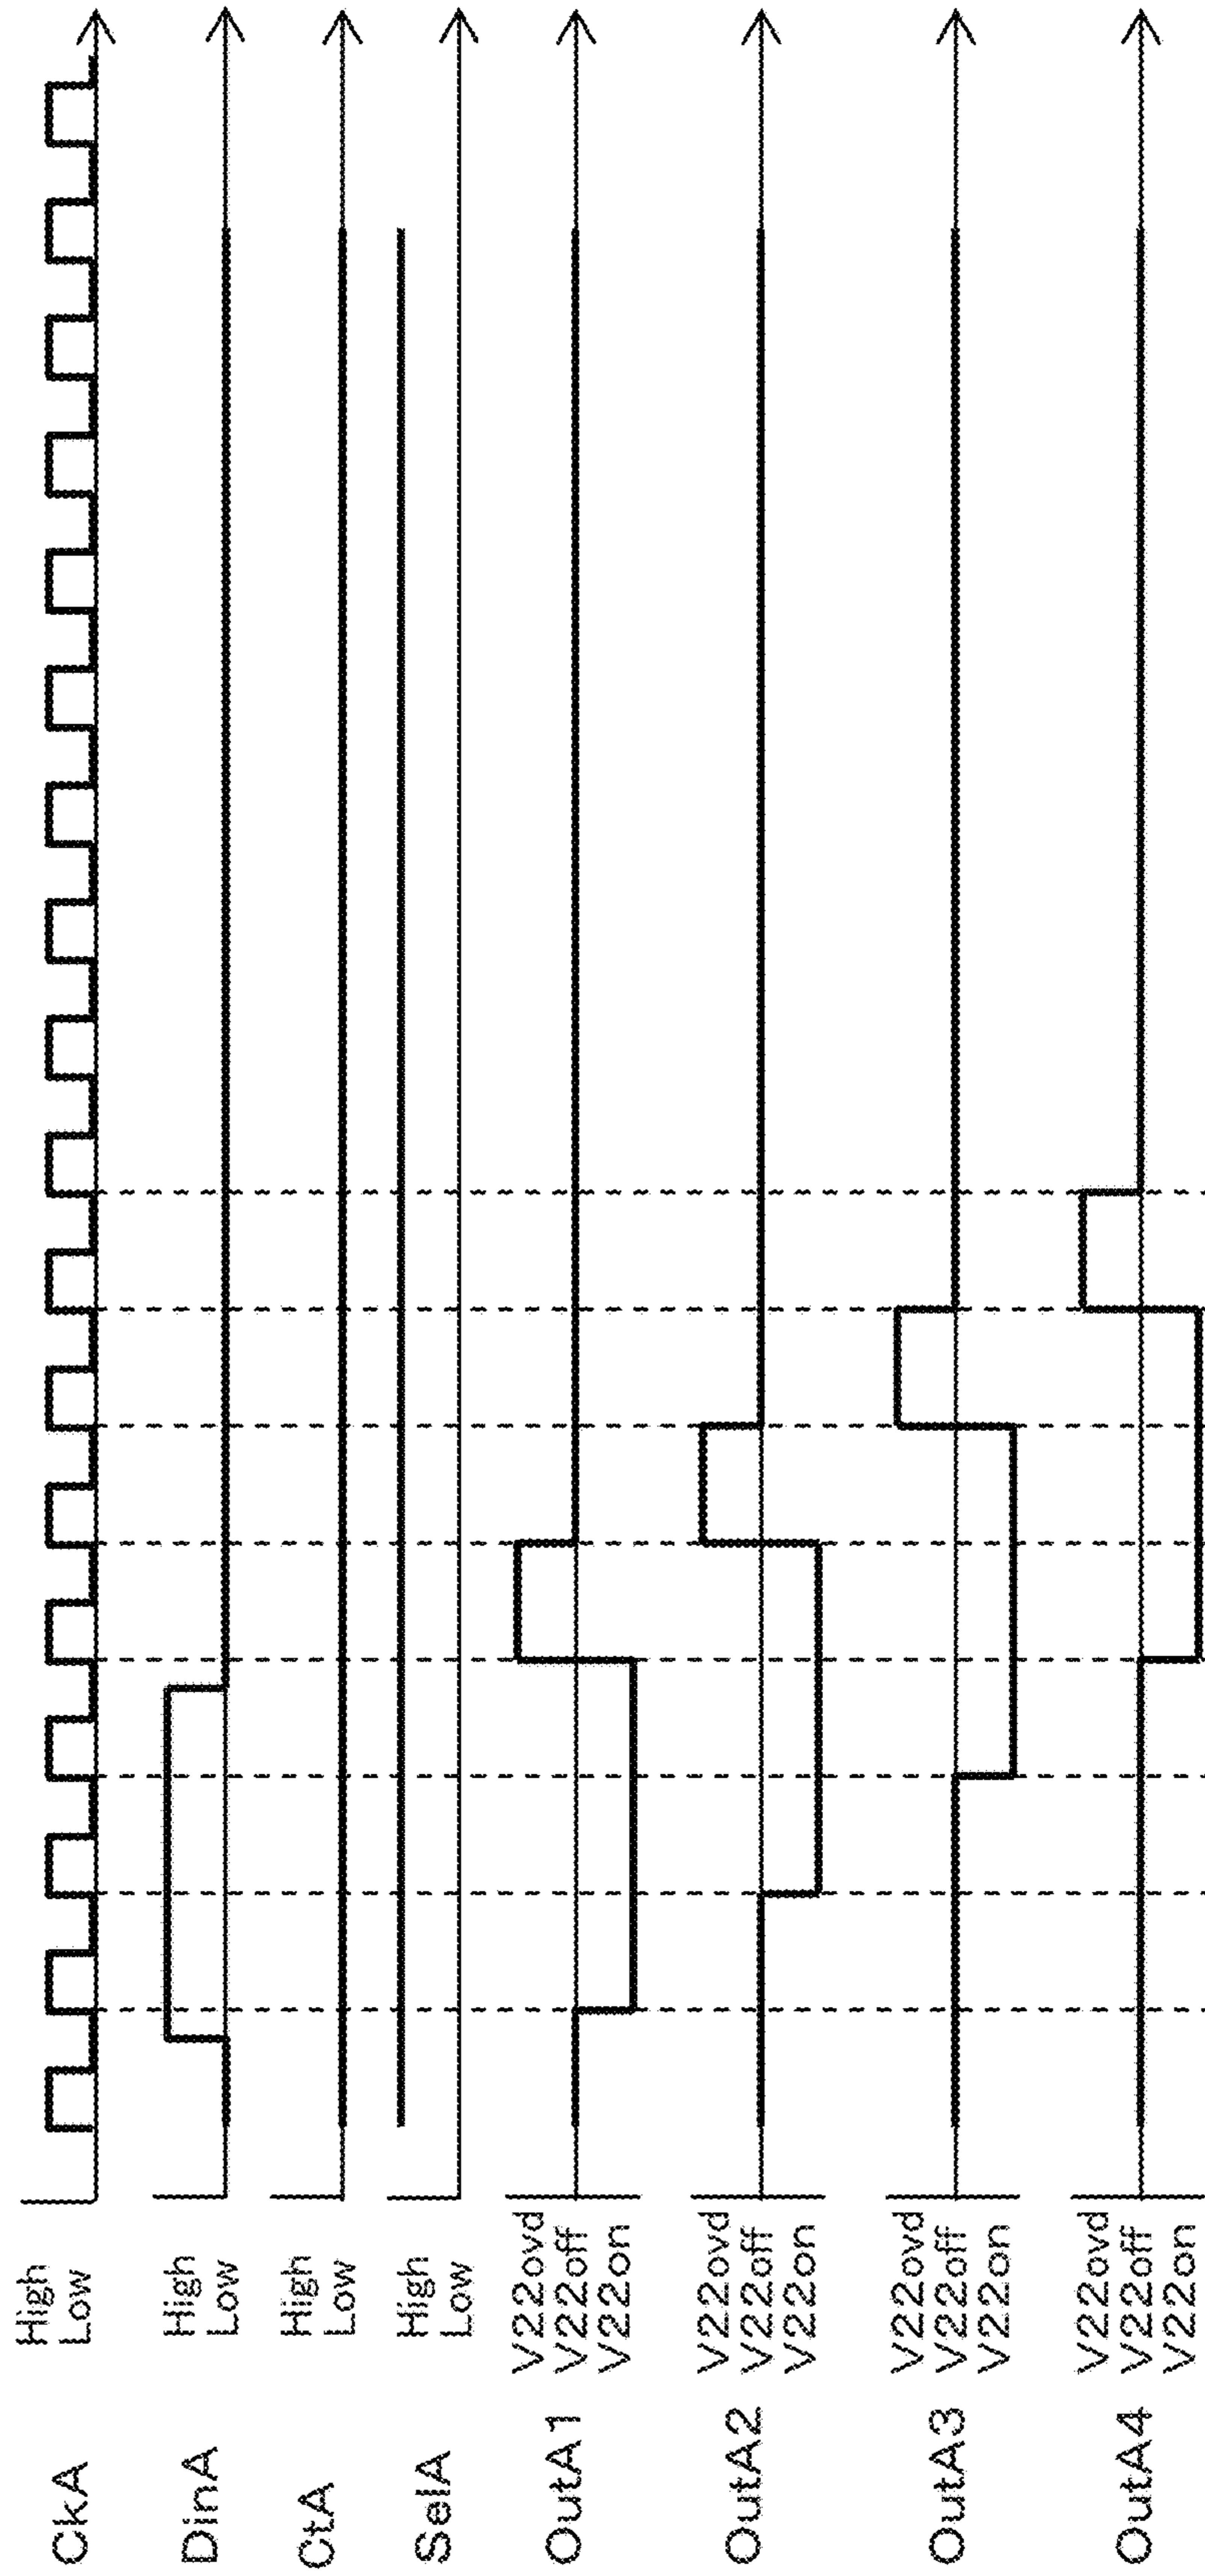 CkA
High
Low
DinA
High
Low
CtA
High
Low
SelA
High
Low
OutA1
V22ovd
V22off
V22on
OutA2
V22ovd
V22off
V22on
OutA3
V22ovd
V22off
V22on
OutA4
V22ovd
V22off
V22on